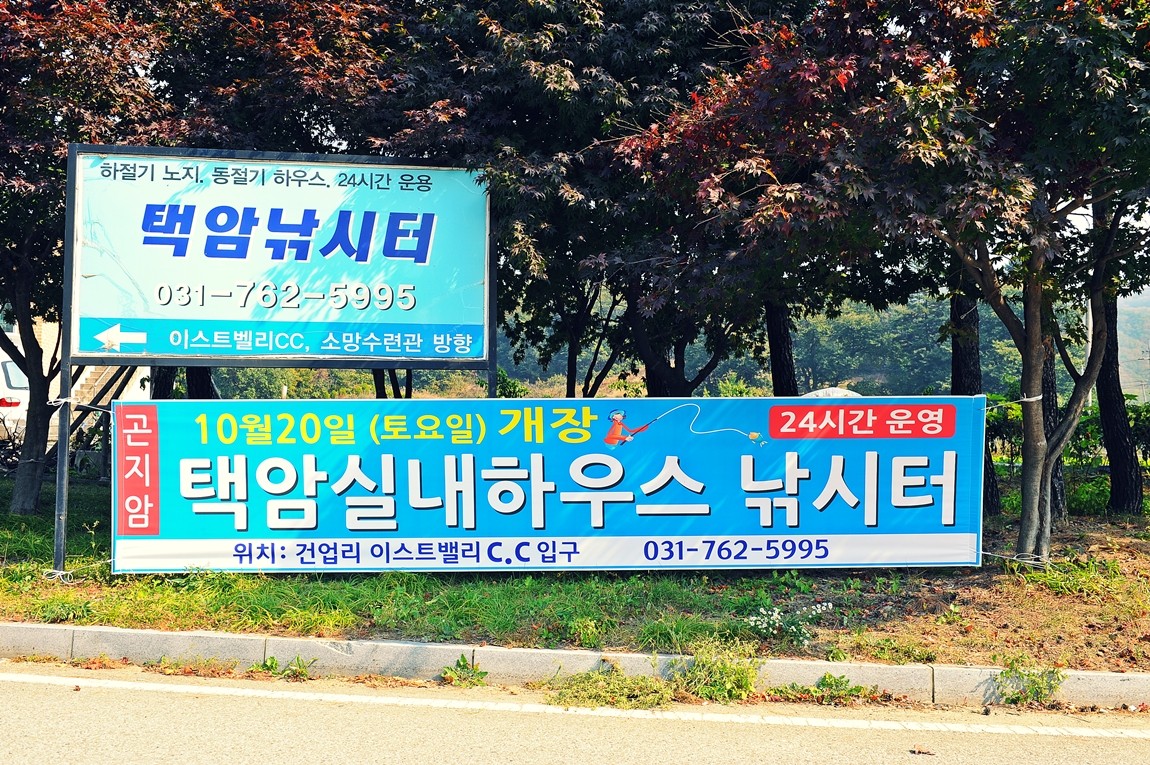 하절기 노지. 동절기 하우스. 24시간 운용
택암낚시터
031-762-5995
이스트벨리CC, 소망수련관 방향
곤지암
10월20일 (토요일) 개장
24시간 운영
택암실내하우스 낚시터
위치: 건업리 이스트밸리 C.C 입구 031-762-5995